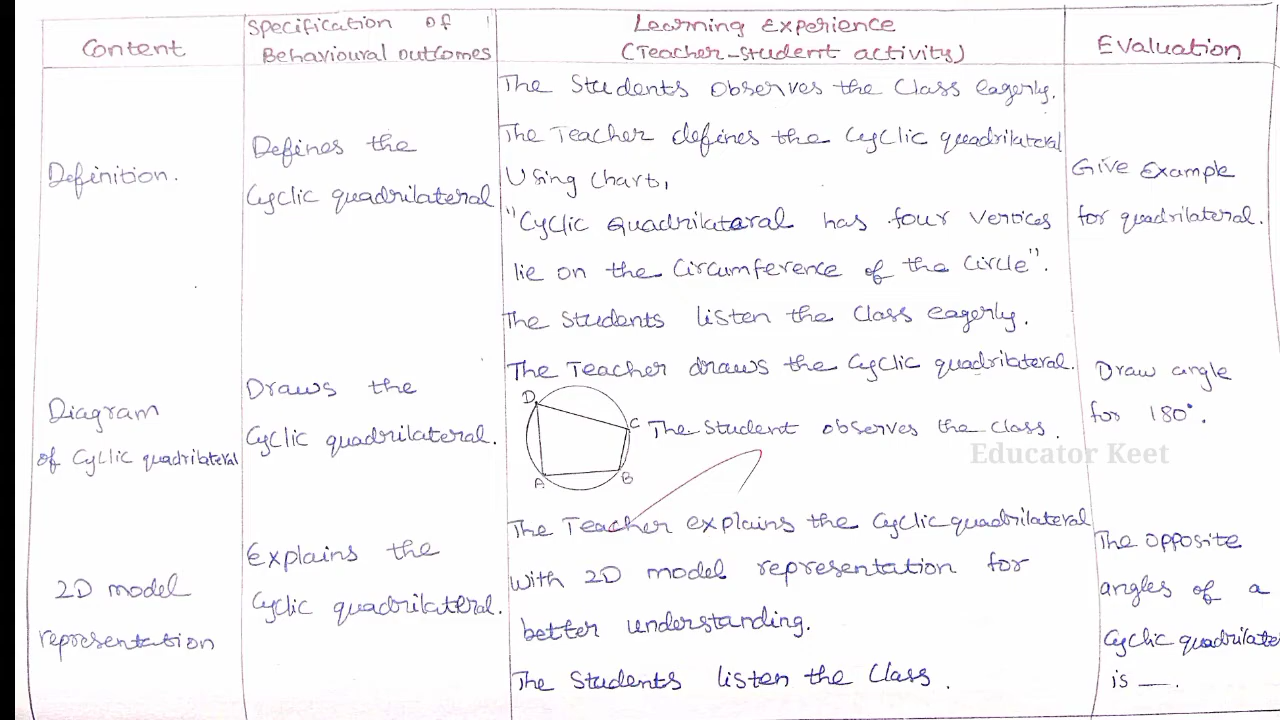 Content
Specification of
Behavioural outcomes
Learning Experience
(Teacher-student activity)
Evaluation
Definition.
Defines the
Cyclic quadrilateral
The Students observes the Class eagerly.
The Teacher defines the Cyclic quadrilateral
Using Chart,
"Cyclic Quadrilateral has four vertices
lie on the Circumference of the Circle".
The Students listen the Class eagerly.
Give Example
for quadrilateral.
Diagram
of Cyclic quadrilateral
Draws the
Cyclic quadrilateral.
The Teacher draws the Cyclic quadrilateral.
D
C The Student observes the Class.
A
B
Draw angle
for 180°.
Educator Keet
2D model
representation
Explains the
Cyclic quadrilateral.
The Teacher explains the Cyclic quadrilateral
with 2D model representation for
better understanding.
The Students listen the Class.
The opposite
angles of a
Cyclic quadrilate
is __.